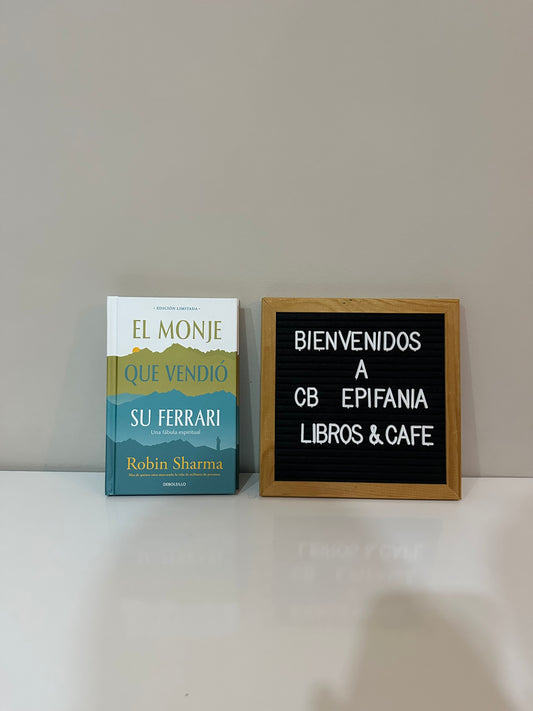 • EDICIÓN LIMITADA •
EL MONJE
QUE VENDIÓ
SU FERRARI
Una fábula espiritual
Robin Sharma
DEBOLSILLO
BIENVENIDOS
A
CB EPIFANIA
LIBROS & CAFE